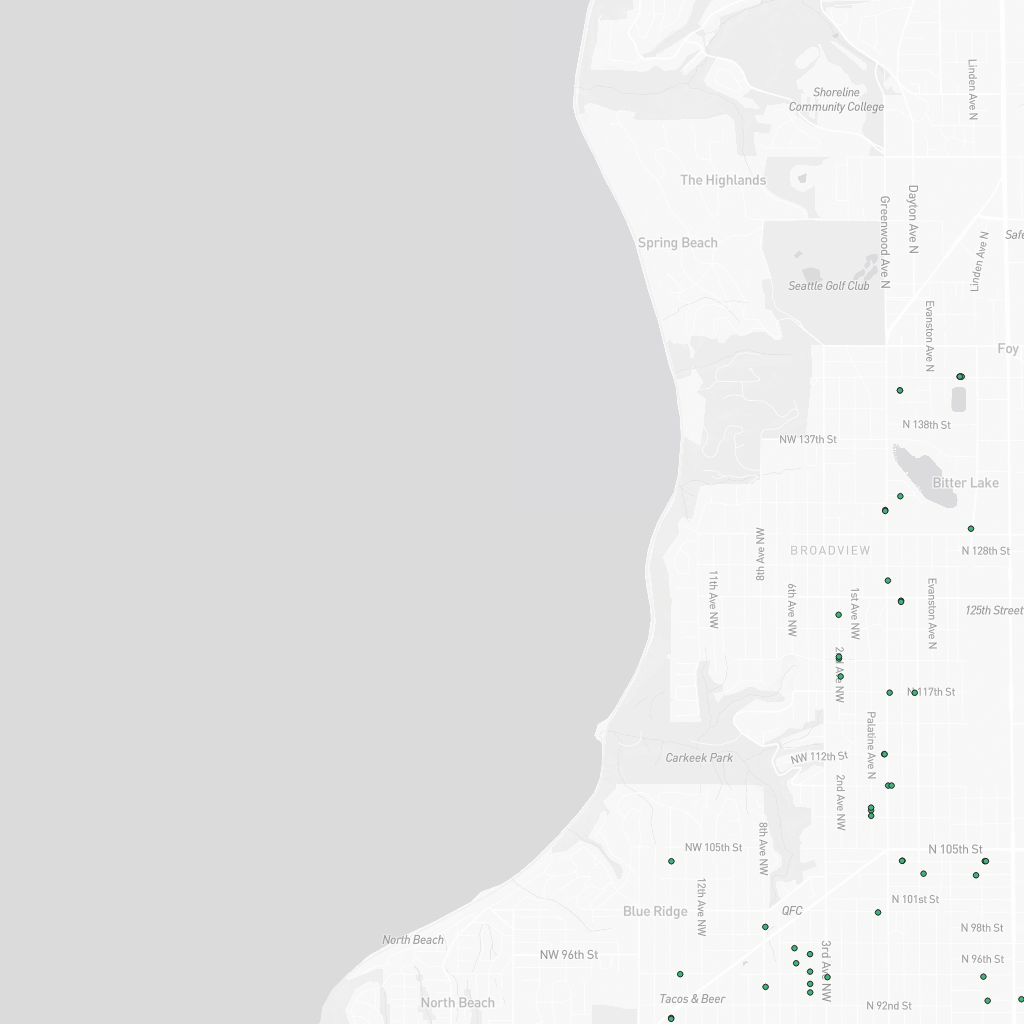 Linden Ave N
Shoreline
Community College
The Highlands
Dayton Ave N
Greenwood Ave N
Safe
Spring Beach
Linden Ave N
Seattle Golf Club
Evanston Ave N
Foy
N 138th St
NW 137th St
Bitter Lake
8th Ave NW
BROADVIEW
N 128th St
11th Ave NW
6th Ave NW
1st Ave NW
Evanston Ave N
125th Street
2nd Ave NW
N 117th St
Palatine Ave N
Carkeek Park
NW 112th St
2nd Ave NW
8th Ave NW
NW 105th St
N 105th St
12th Ave NW
N 101st St
Blue Ridge
QFC
N 98th St
North Beach
3rd Ave NW
NW 96th St
N 96th St
North Beach
Tacos & Beer
N 92nd St